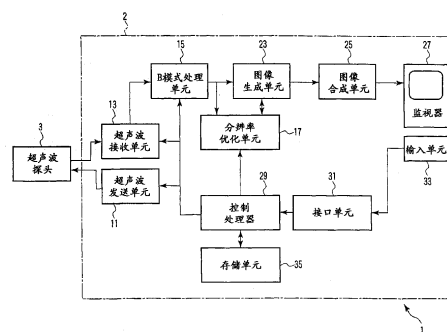 2
15
23
25
27
B模式处理
单元
图像
生成单元
图像
合成单元
监视器
13
超声波
接收单元
3
超声波
探头
分辨率
优化单元
17
输入单元
33
超声波
发送单元
11
29
控制
处理器
31
接口单元
存储单元
35
1